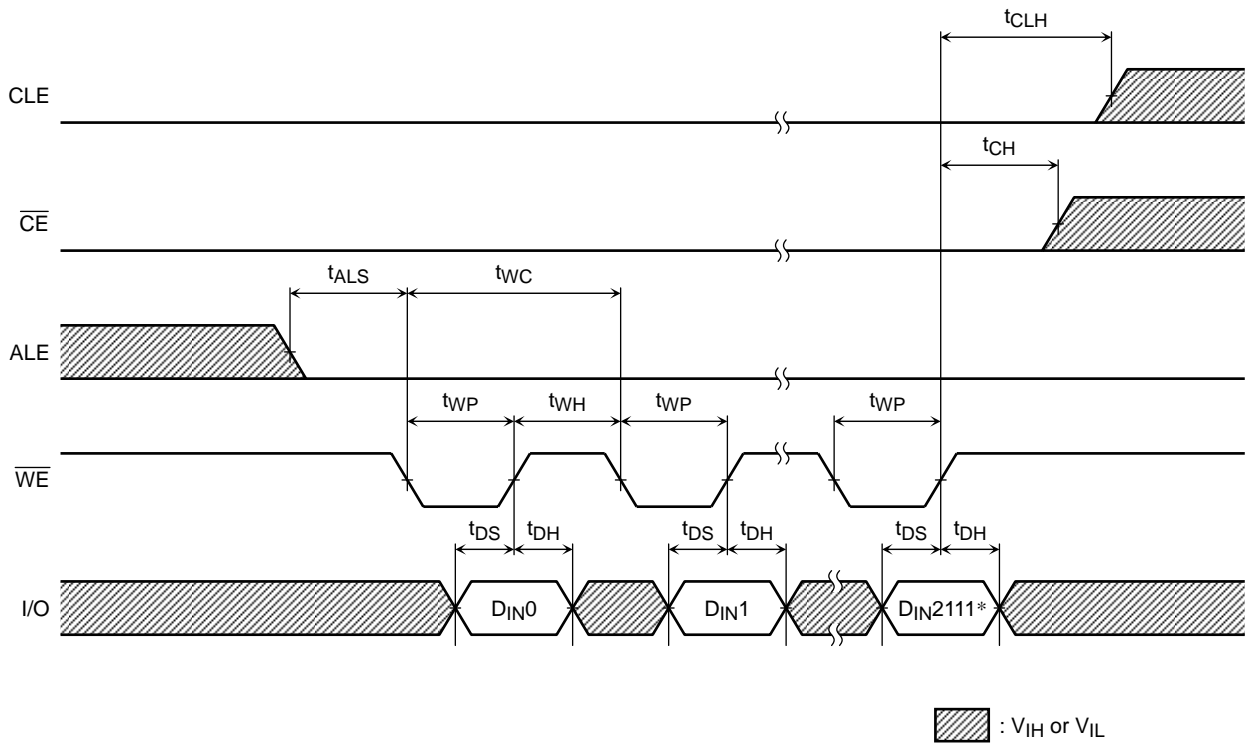 tCLH
CLE
tCH
CE
tALS tWC
ALE
tWP tWH tWP tWP
WE
tDS tDH tDS tDH tDS tDH
I/O DIN0 DIN1 DIN2111*
: VIH or VIL